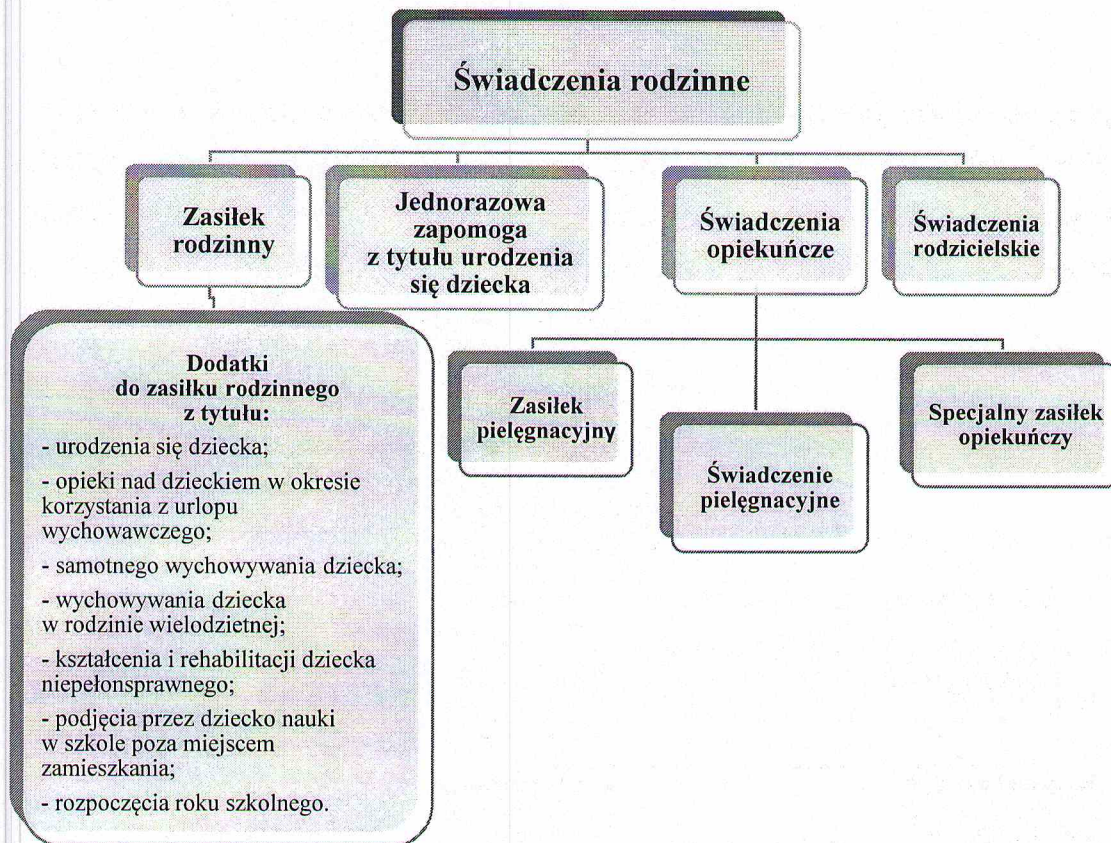 Świadczenia rodzinne
Zasiłek
rodzinny
Jednorazowa
zapomoga
z tytułu urodzenia
się dziecka
Świadczenia
opiekuńcze
Świadczenia
rodzicielskie
Dodatki
do zasiłku rodzinnego
z tytułu:
- urodzenia się dziecka;
- opieki nad dzieckiem w okresie
korzystania z urlopu
wychowawczego;
- samotnego wychowywania dziecka;
- wychowywania dziecka
w rodzinie wielodzietnej;
- kształcenia i rehabilitacji dziecka
niepełonsprawnego;
- podjęcia przez dziecko nauki
w szkole poza miejscem
zamieszkania;
- rozpoczęcia roku szkolnego.
Zasiłek
pielęgnacyjny
Świadczenie
pielęgnacyjne
Specjalny zasiłek
opiekuńczy